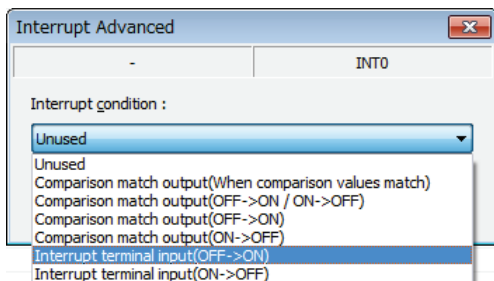 Interrupt Advanced
- INT0
Interrupt condition :
Unused
Unused
Comparison match output(When comparison values match)
Comparison match output(OFF->ON / ON->OFF)
Comparison match output(OFF->ON)
Comparison match output(ON->OFF)
Interrupt terminal input(OFF->ON)
Interrupt terminal input(ON->OFF)